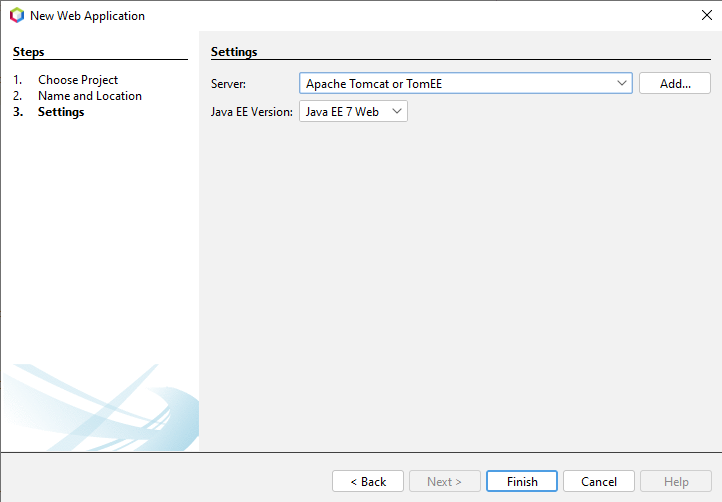 New Web Application
Steps
1. Choose Project
2. Name and Location
3. Settings
Settings
Server: Apache Tomcat or TomEE Add...
Java EE Version: Java EE 7 Web
< Back Next > Finish Cancel Help